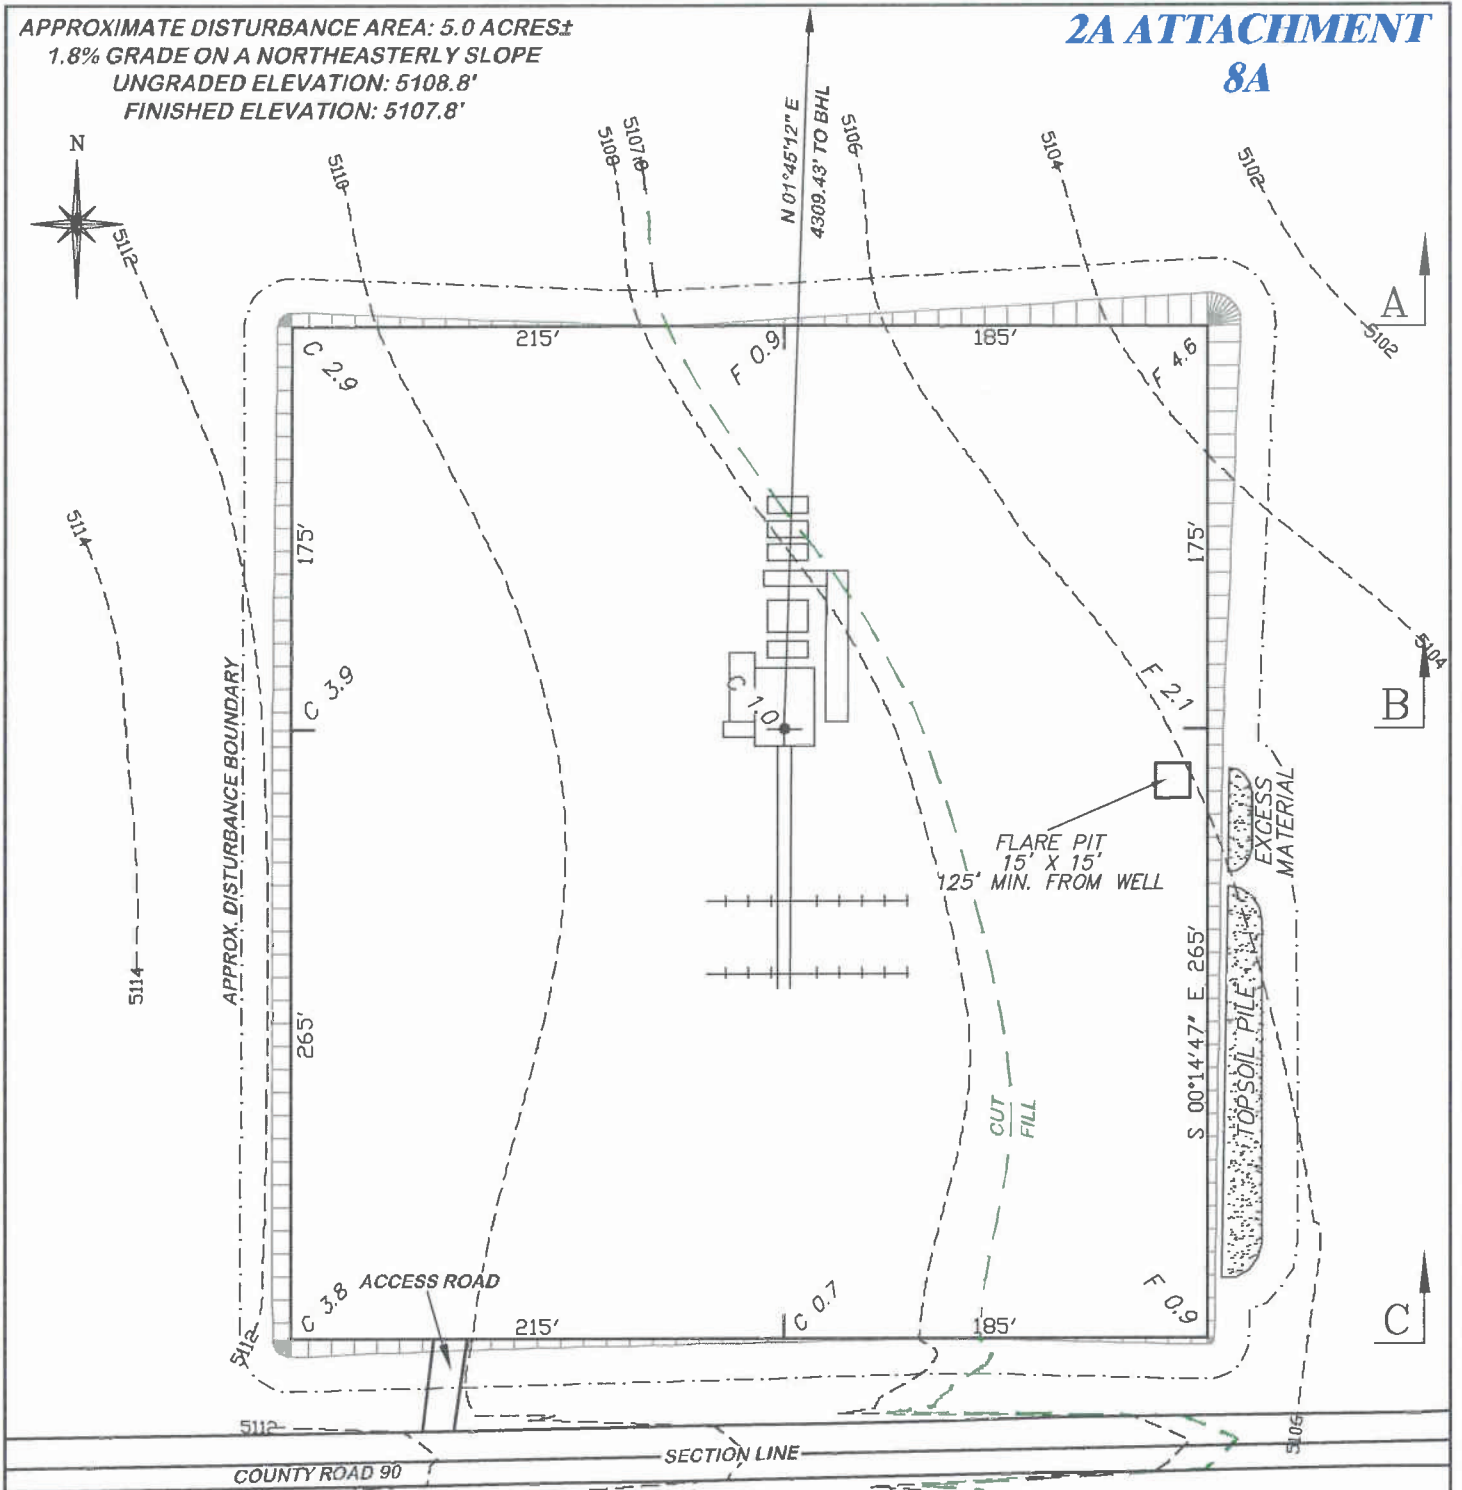 APPROXIMATE DISTURBANCE AREA: 5.0 ACRES±
1.8% GRADE ON A NORTHEASTERLY SLOPE
UNGRADED ELEVATION: 5108.8'
FINISHED ELEVATION: 5107.8'
2A ATTACHMENT
8A
N
5112
5110
5108
5107.8
N 01°45'12" E
4309.43' TO BHL
5106
5104
5102
5102
A
215'
185'
C 2.9
F 0.9
F 4.6
5114
175'
175'
5104
APPROX. DISTURBANCE BOUNDARY
C 3.9
C 1.0
F 2.1
B
FLARE PIT
15' X 15'
125' MIN. FROM WELL
EXCESS
MATERIAL
5114
265'
S 00°14'47" E 265'
TOPSOIL PILE
CUT
FILL
ACCESS ROAD
C 3.8
C 0.7
F 0.9
215'
185'
C
5112
5112
5106
SECTION LINE
COUNTY ROAD 90